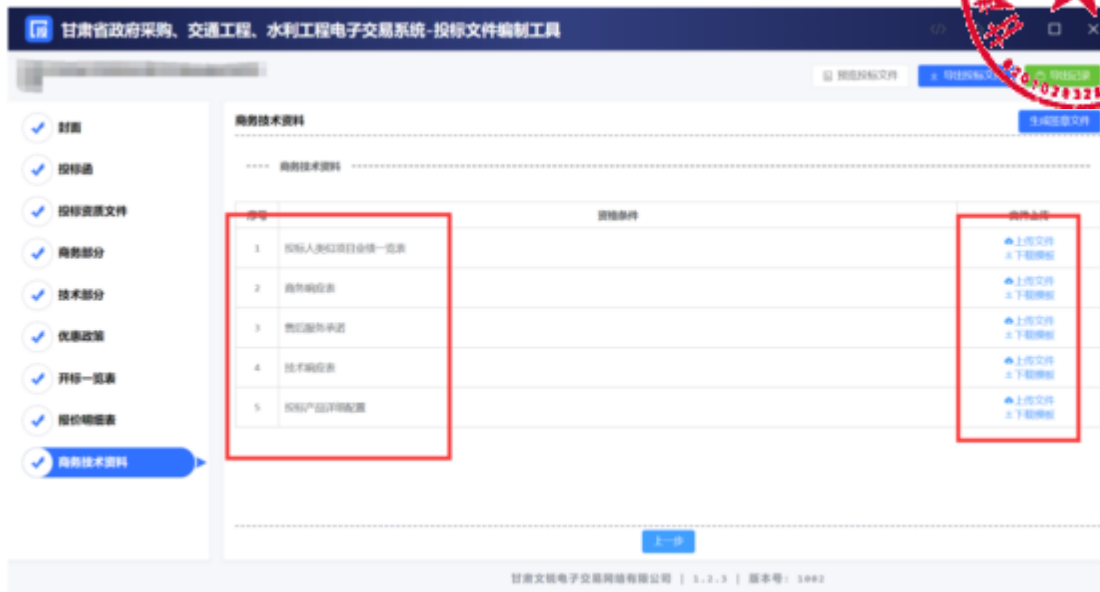 甘肃省政府采购、交通工程、水利工程电子交易系统-投标文件编制工具
预览投标文件
导出投标文
导出记录
封面
投标函
投标资质文件
商务部分
技术部分
优惠政策
开标一览表
报价明细表
商务技术资料
商务技术资料
生成签章文件
商务技术资料
序号 资格条件 文件上传
1 投标人类似项目业绩一览表 上传文件
下载模板
2 商务响应表 上传文件
下载模板
3 售后服务承诺 上传文件
下载模板
4 技术响应表 上传文件
下载模板
5 投标产品详细配置 上传文件
下载模板
上一步
甘肃文锐电子交易网络有限公司 | 1.2.3 | 版本号: 1002